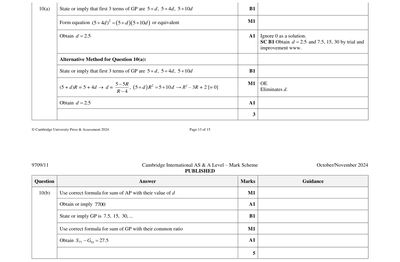 10(a) State or imply that first 3 terms of GP are 5 + d, 5 + 4d, 5 + 10d B1
Form equation (5 + 4d)² = (5 + d)(5 + 10d) or equivalent M1
Obtain d = 2.5 A1 Ignore 0 as a solution.
SC B1 Obtain d = 2.5 and 7.5, 15, 30 by trial and
improvement www.
Alternative Method for Question 10(a):
State or imply that first 3 terms of GP are 5 + d, 5 + 4d, 5 + 10d B1
(5 + d)R = 5 + 4d → d = (5 − 5R)/(R − 4), (5 + d)R² = 5 + 10d → R² − 3R + 2 [= 0] M1 OE
Eliminates d.
Obtain d = 2.5 A1
3
© Cambridge University Press & Assessment 2024 Page 13 of 15
9709/11 Cambridge International AS & A Level – Mark Scheme October/November 2024
PUBLISHED
Question Answer Marks Guidance
10(b) Use correct formula for sum of AP with their value of d M1
Obtain or imply 7700 A1
State or imply GP is 7.5, 15, 30, ... B1
Use correct formula for sum of GP with their common ratio M1
= 27.5 A1
5